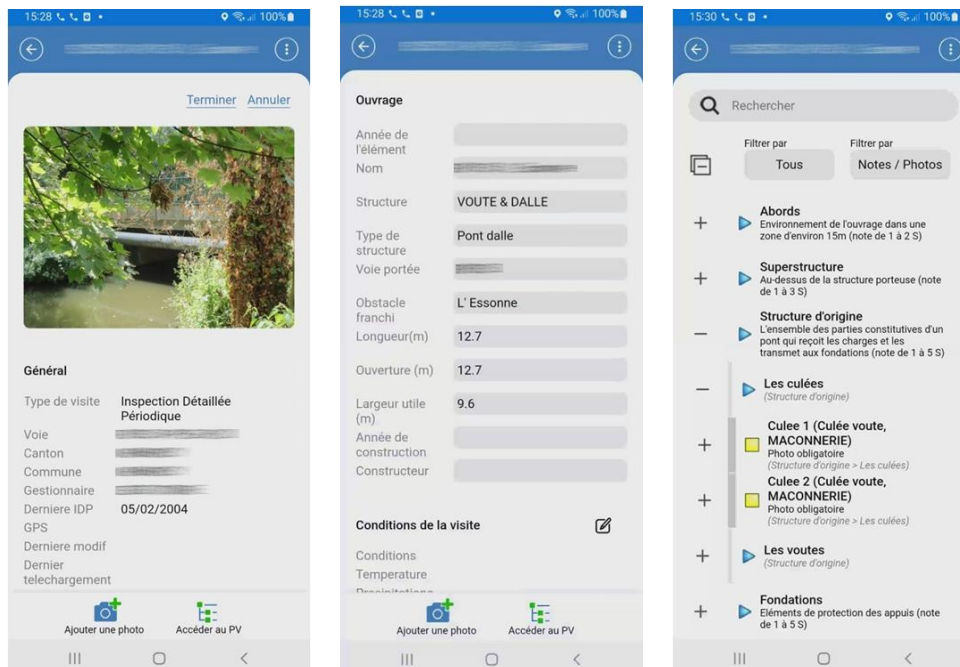 15:28
100%
Terminer Annuler
Général
Type de visite Inspection Détaillée
Périodique
Voie
Canton
Commune
Gestionnaire
Derniere IDP 05/02/2004
GPS
Derniere modif
Dernier
telechargement
Ajouter une photo Accéder au PV
15:28
100%
Ouvrage
Année de
l'élément
Nom
Structure VOUTE & DALLE
Type de Pont dalle
structure
Voie portée
Obstacle L' Essonne
franchi
Longueur(m) 12.7
Ouverture (m) 12.7
Largeur utile 9.6
(m)
Année de
construction
Constructeur
Conditions de la visite
Conditions
Temperature
Precipitations
Ajouter une photo Accéder au PV
15:30
100%
Rechercher
Filtrer par Filtrer par
Tous Notes / Photos
Abords
Environnement de l'ouvrage dans une
zone d'environ 15m (note de 1 à 2 S)
Superstructure
Au-dessus de la structure porteuse (note
de 1 à 3 S)
Structure d'origine
L'ensemble des parties constitutives d'un
pont qui reçoit les charges et les
transmet aux fondations (note de 1 à 5 S)
Les culées
(Structure d'origine)
Culee 1 (Culée voute,
MACONNERIE)
Photo obligatoire
(Structure d'origine > Les culées)
Culee 2 (Culée voute,
MACONNERIE)
Photo obligatoire
(Structure d'origine > Les culées)
Les voutes
(Structure d'origine)
Fondations
Eléments de protection des appuis (note
de 1 à 5 S)